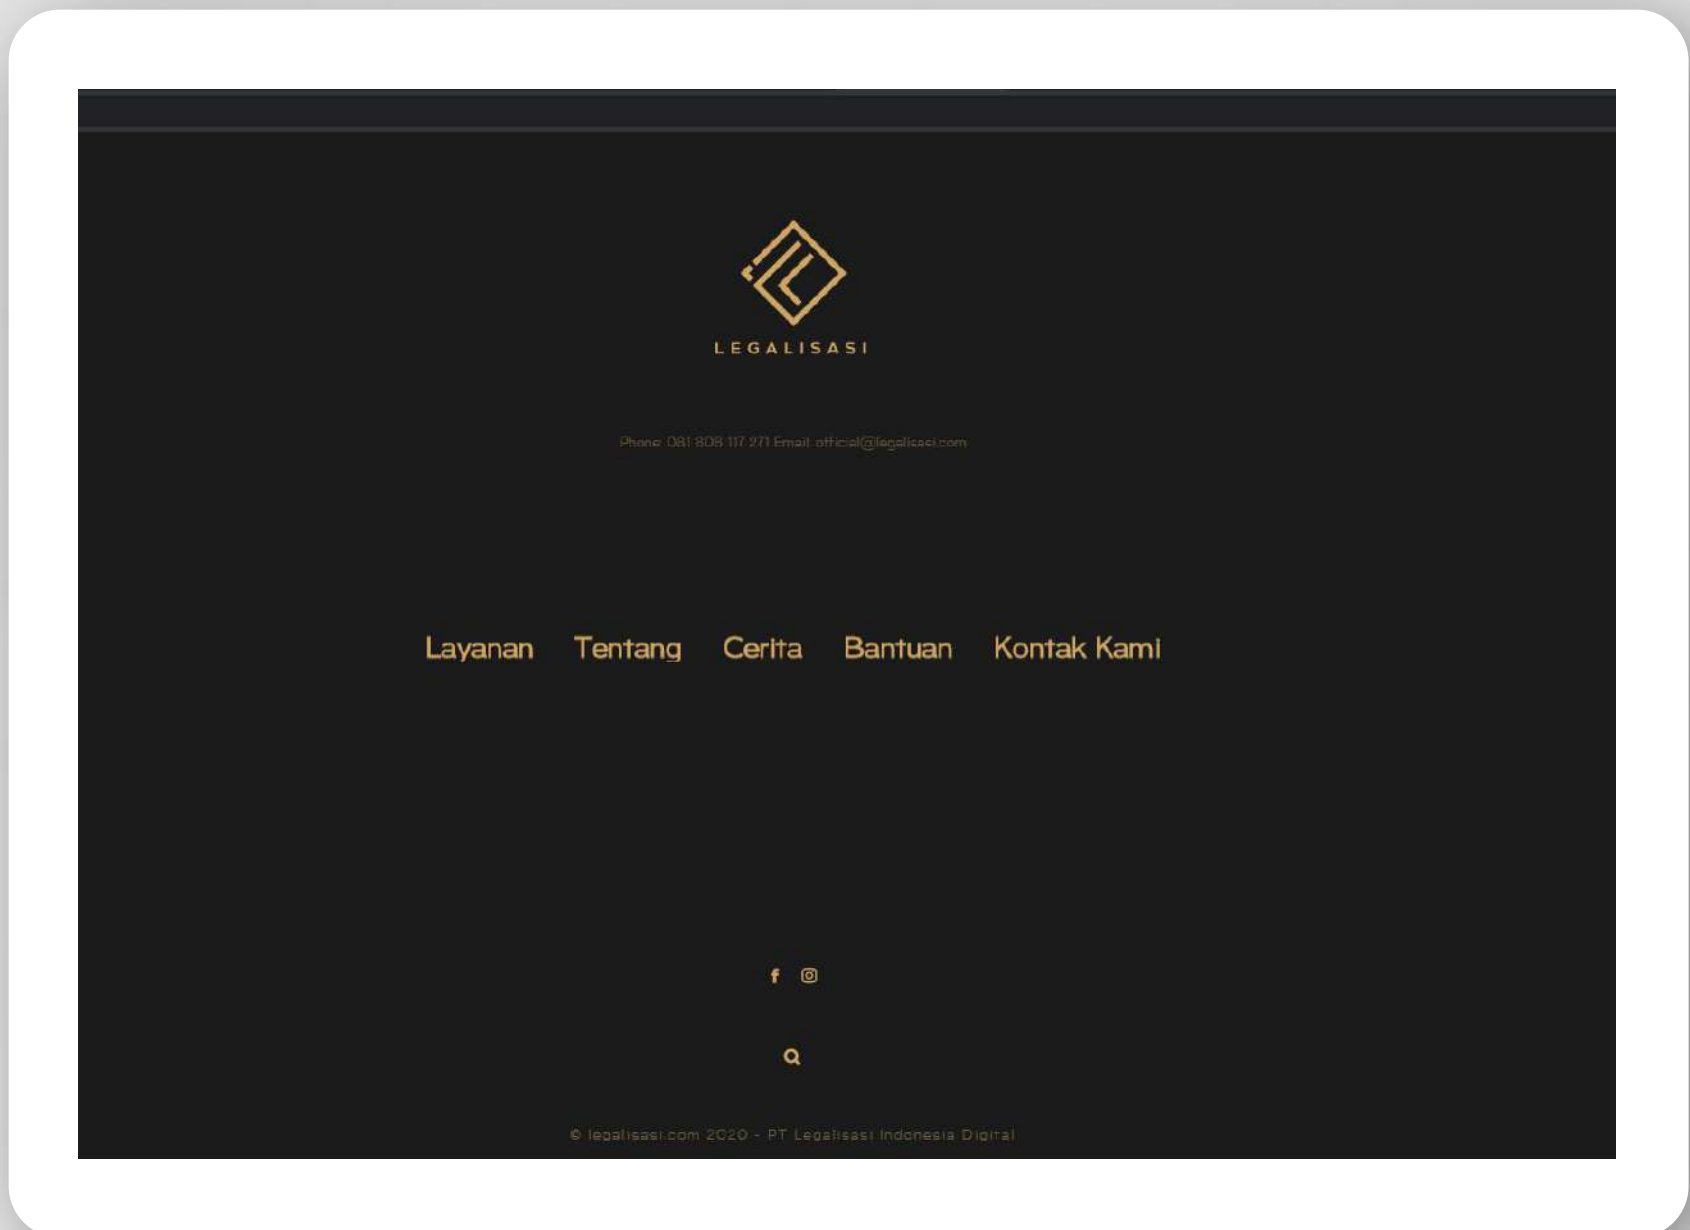 LEGALISASI
Phone: 081 808 117 271 Email: official@legalisasi.com
Layanan Tentang Cerita Bantuan Kontak Kami
© legalisasi.com 2020 - PT Legalisasi Indonesia Digital